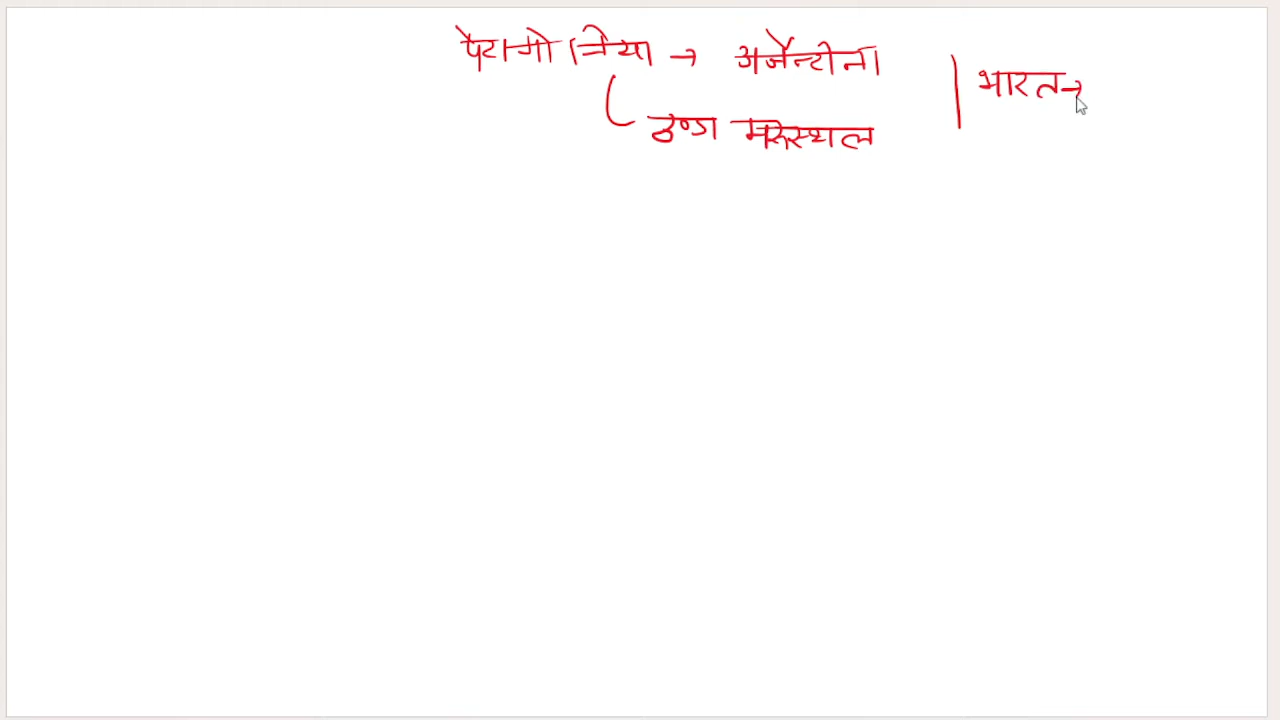 पैटागोनिया → अर्जेन्टीना
ठण्डा मरुस्थल
भारत →